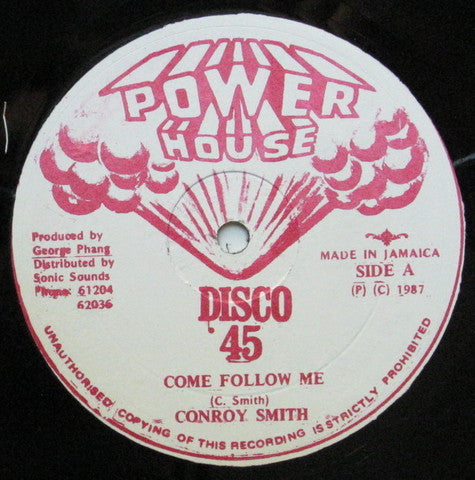 POWER
HOUSE
Produced by
George Phang
Distributed by
Sonic Sounds
Phone: 61204
62036
MADE IN JAMAICA
SIDE A
(P) (C) 1987
DISCO
45
COME FOLLOW ME
(C. Smith)
CONROY SMITH
UNAUTHORISED COPYING OF THIS RECORDING IS STRICTLY PROHIBITED